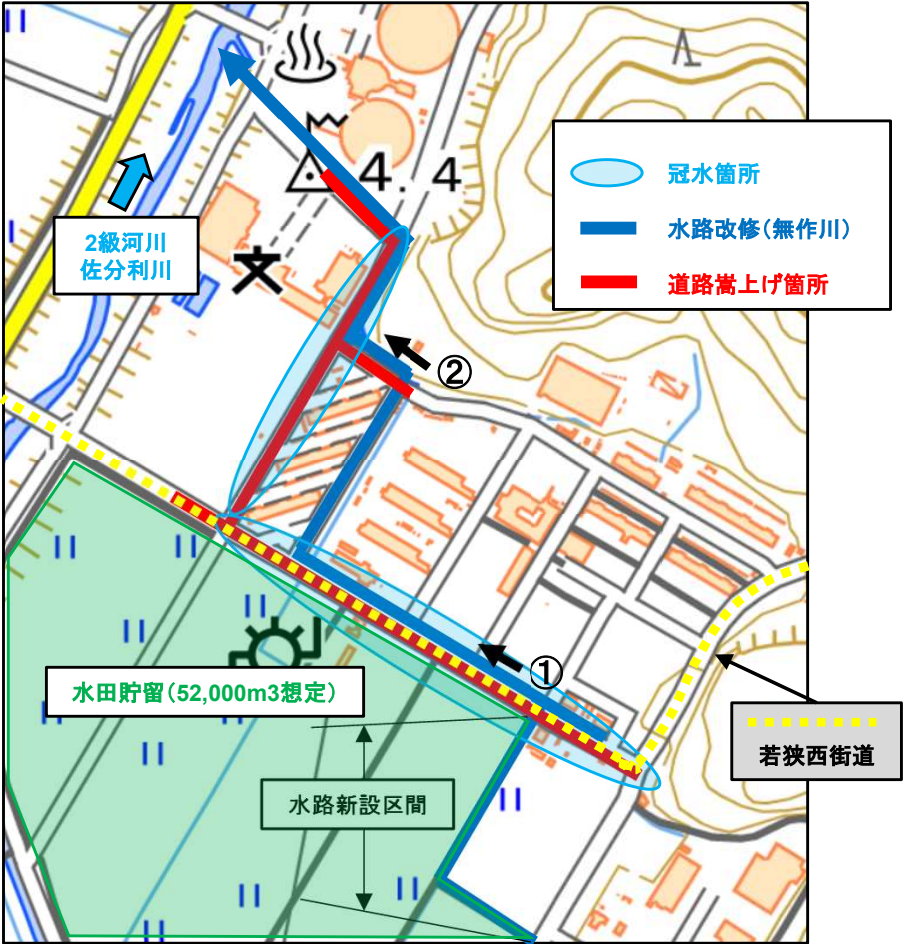 4.4
冠水箇所
水路改修(無作川)
道路嵩上げ箇所
2級河川
佐分利川
②
①
水田貯留(52,000m3想定)
水路新設区間
若狭西街道